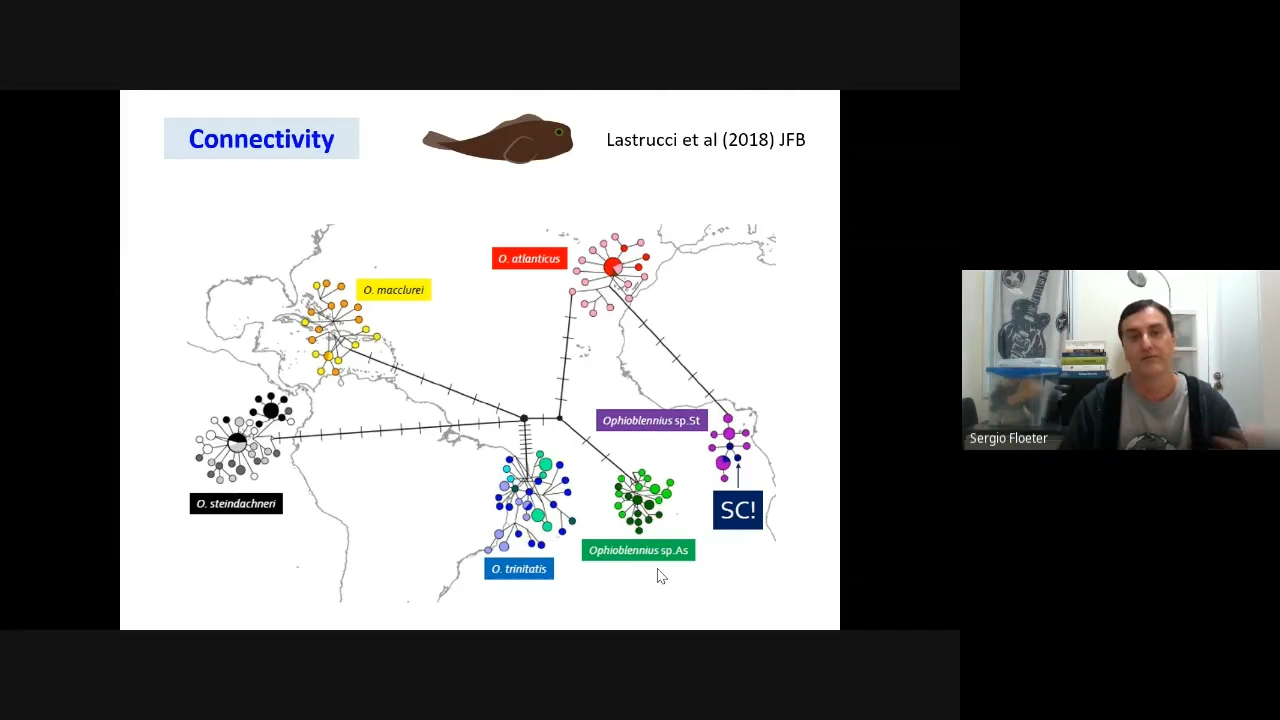 Connectivity
Lastrucci et al (2018) JFB
O. atlanticus
O. macclurei
Ophioblennius sp.St
Sergio Floeter
O. steindachneri
SC!
Ophioblennius sp.As
O. trinitatis